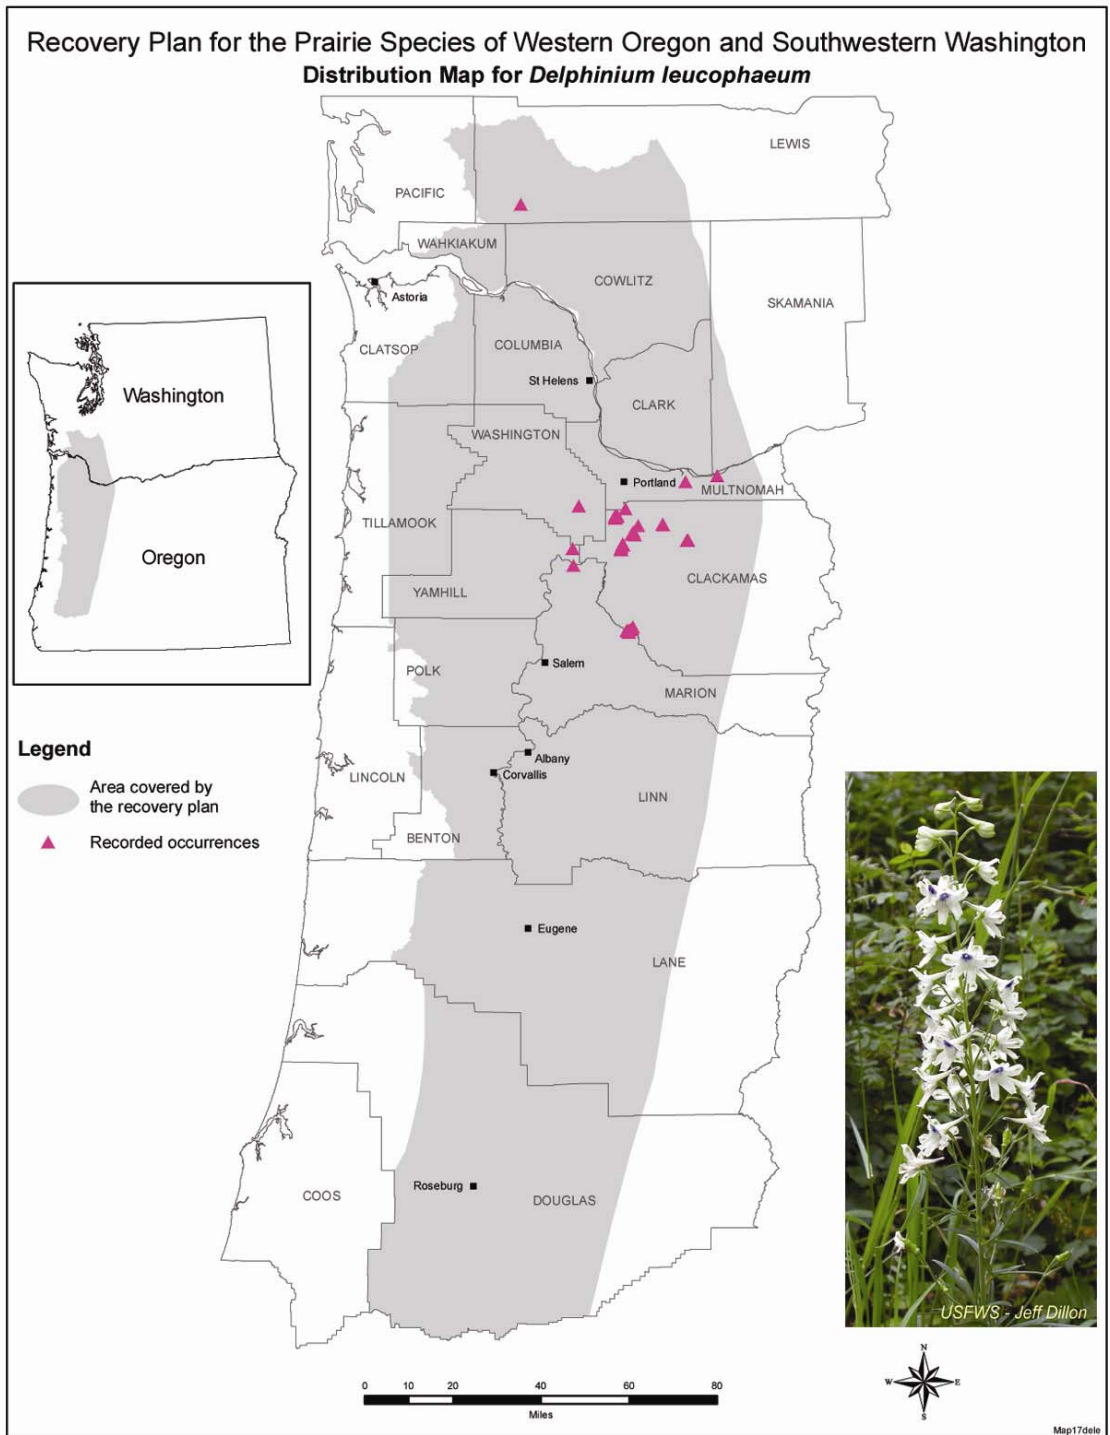 Recovery Plan for the Prairie Species of Western Oregon and Southwestern Washington
Distribution Map for Delphinium leucophaeum
LEWIS
PACIFIC
WAHKIAKUM
COWLITZ
SKAMANIA
Astoria
CLATSOP
COLUMBIA
St Helens
CLARK
Washington
WASHINGTON
Portland
MULTNOMAH
TILLAMOOK
Oregon
CLACKAMAS
YAMHILL
Salem
POLK
MARION
Legend
Albany
Corvallis
LINCOLN
Area covered by
the recovery plan
LINN
BENTON
Recorded occurrences
Eugene
LANE
Roseburg
COOS
DOUGLAS
USFWS - Jeff Dillon
N
W E
S
0 10 20 40 60 80
Miles
Map17dele